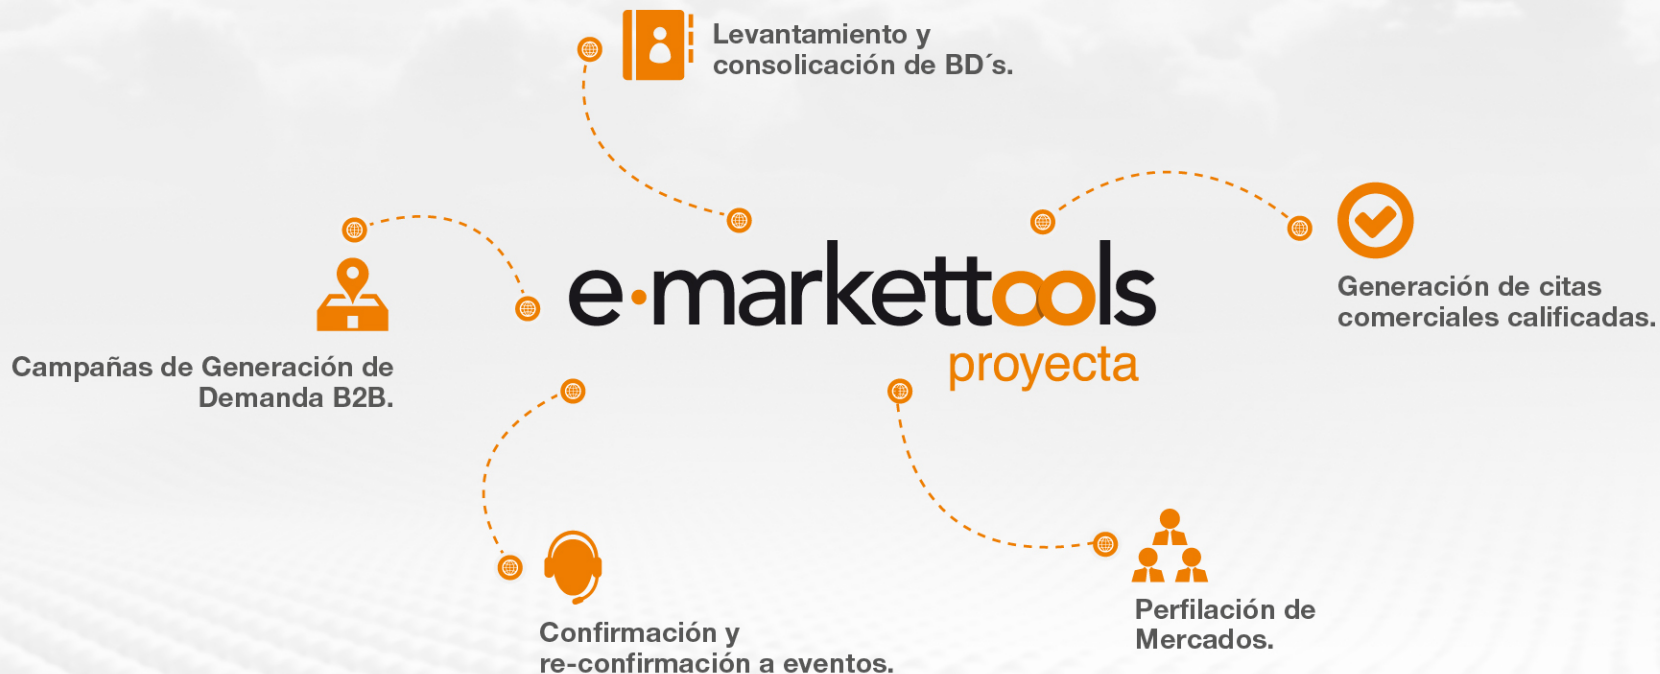 Levantamiento y
consolicación de BD´s.
Generación de citas
comerciales calificadas.
e·markettools
proyecta
Campañas de Generación de
Demanda B2B.
Perfilación de
Mercados.
Confirmación y
re-confirmación a eventos.